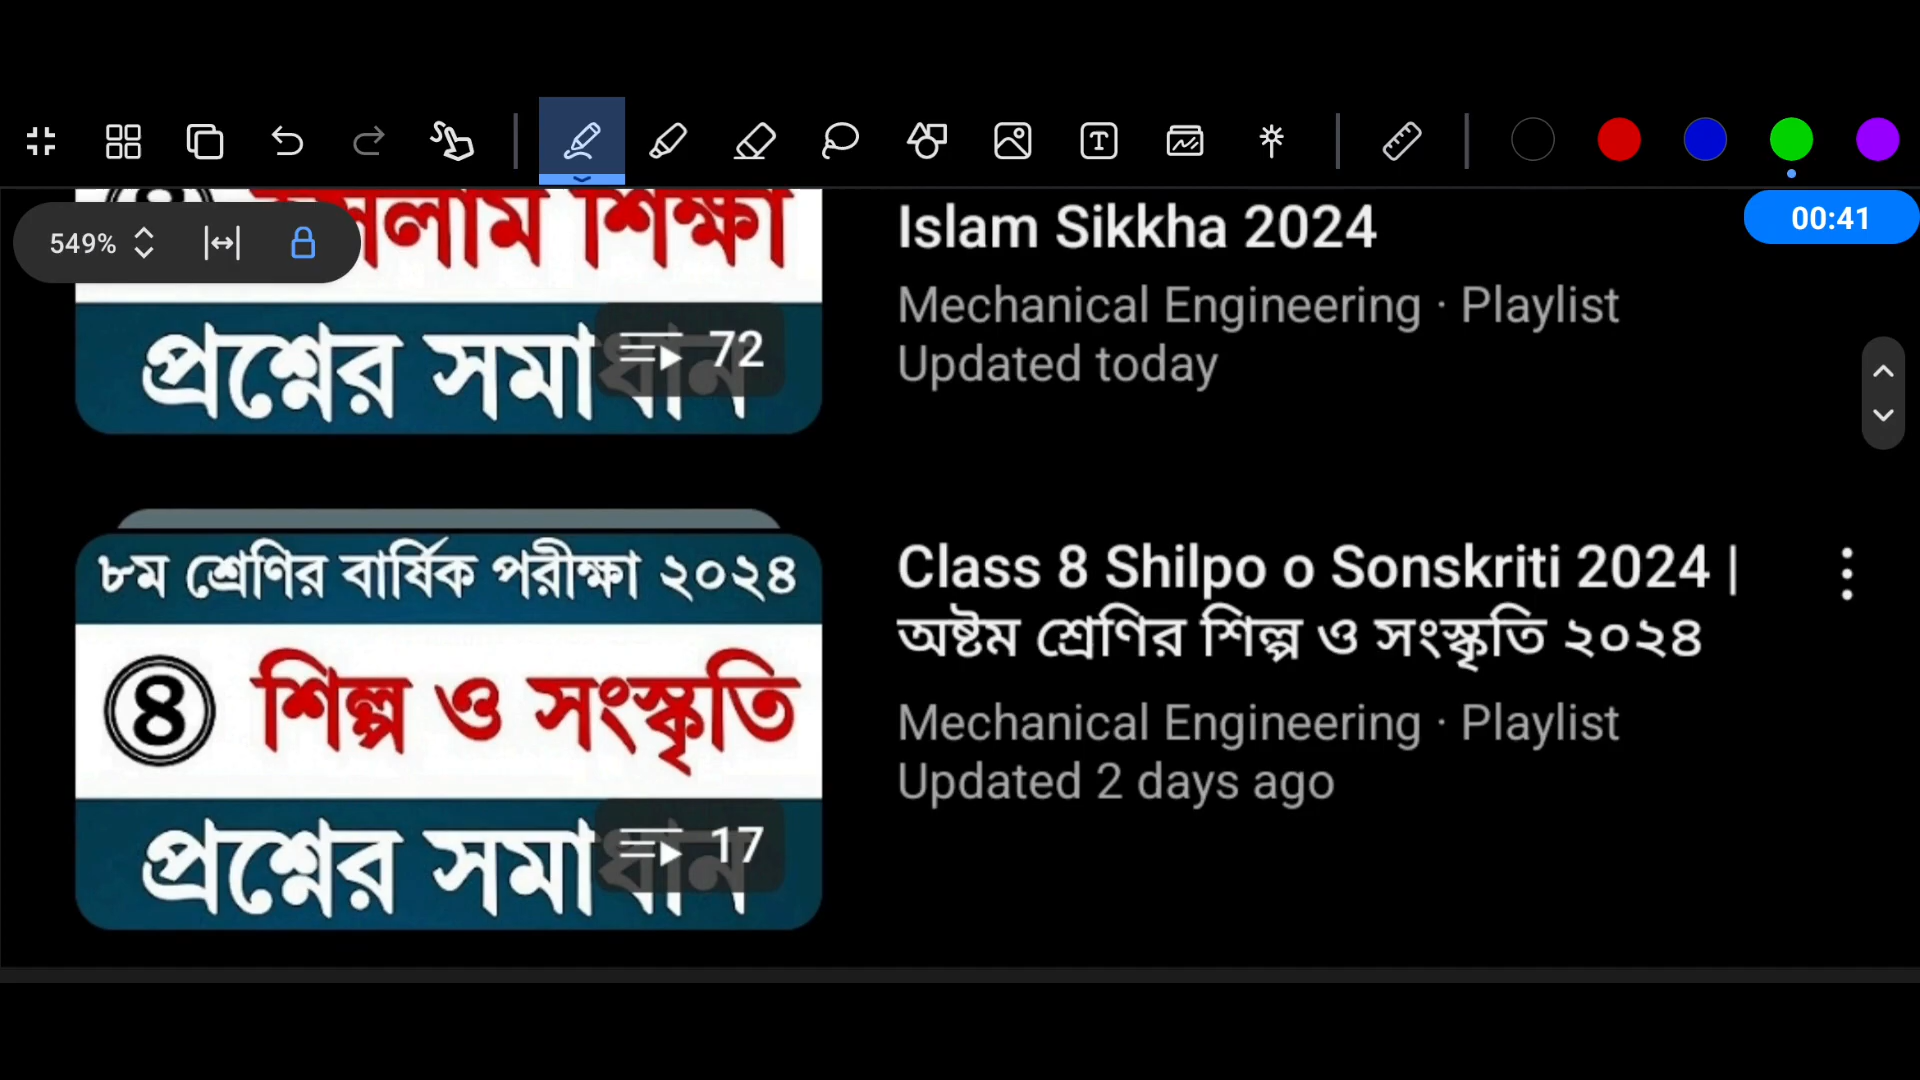 549%
00:41
শিক্ষা
প্রশ্নের সমাধান
72
Islam Sikkha 2024
Mechanical Engineering · Playlist
Updated today
৮ম শ্রেণির বার্ষিক পরীক্ষা ২০২৪
৪ শিল্প ও সংস্কৃতি
প্রশ্নের সমাধান
17
Class 8 Shilpo o Sonskriti 2024 |
অষ্টম শ্রেণির শিল্প ও সংস্কৃতি ২০২৪
Mechanical Engineering · Playlist
Updated 2 days ago